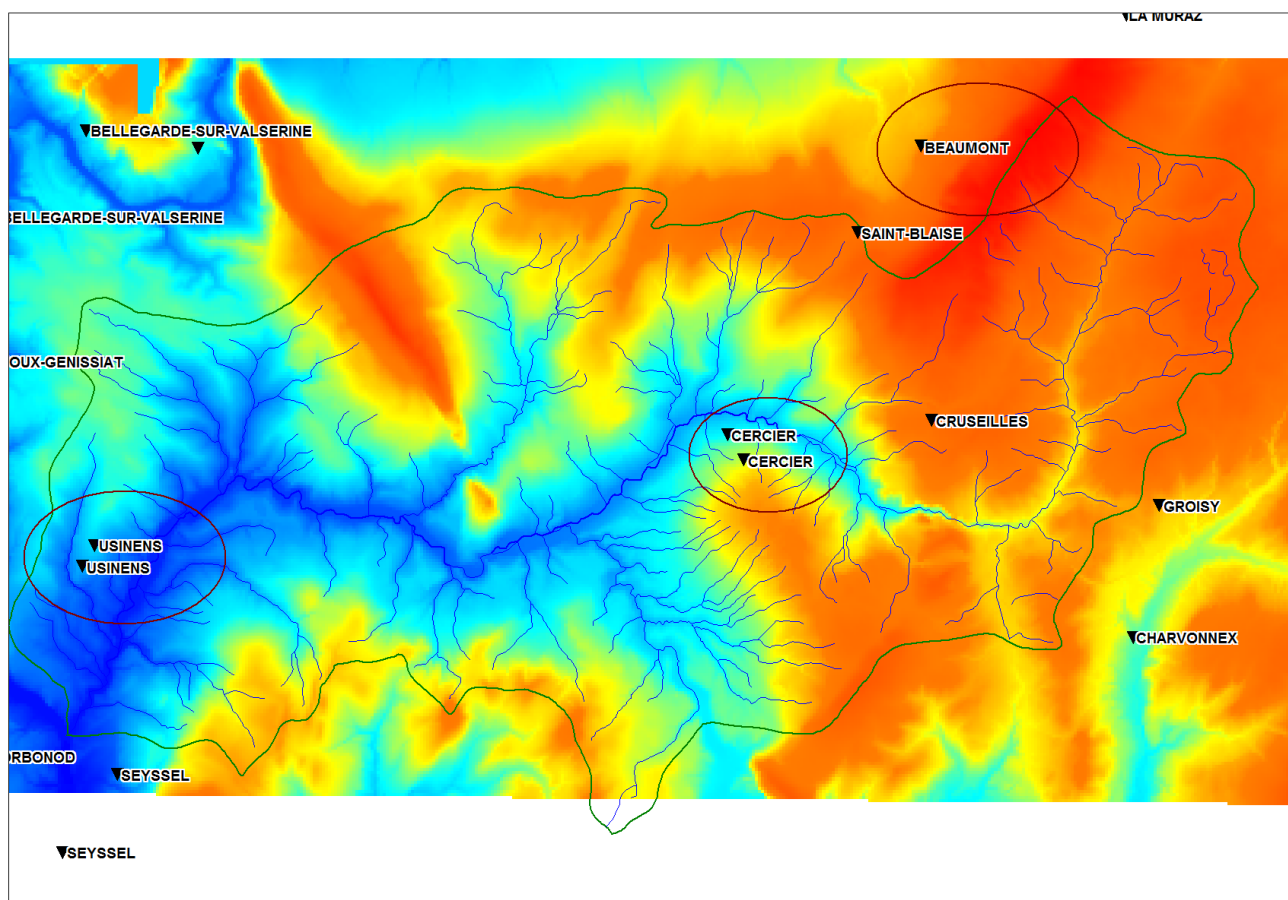 LA MURAZ
BELLEGARDE-SUR-VALSERINE
BEAUMONT
BELLEGARDE-SUR-VALSERINE
SAINT-BLAISE
OUX-GENISSIAT
CRUSEILLES
CERCIER
CERCIER
GROISY
USINENS
USINENS
CHARVONNEX
ORBONOD
SEYSSEL
SEYSSEL